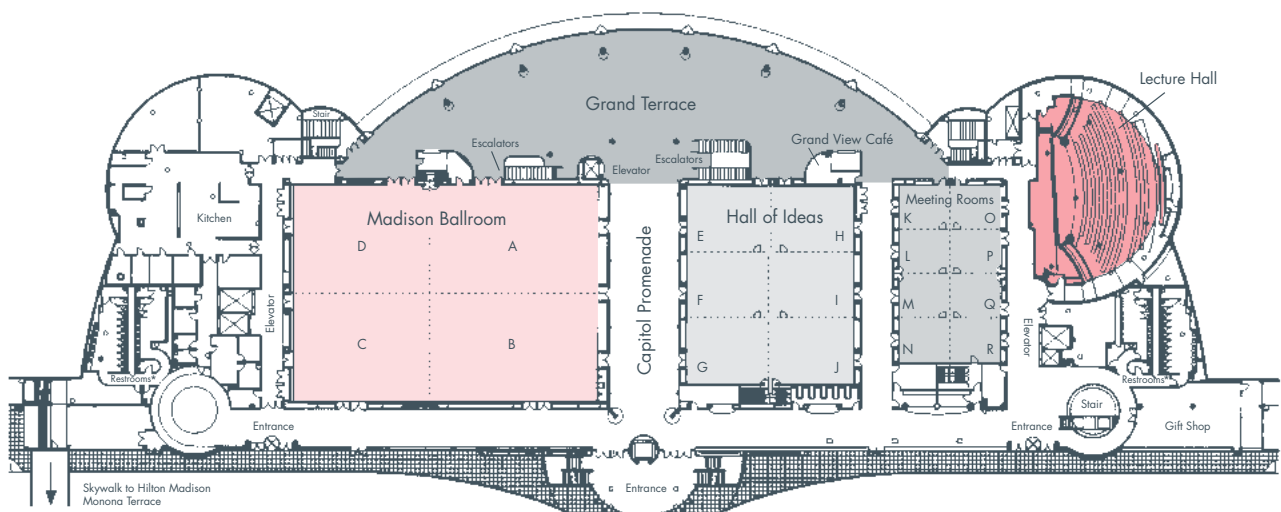 Lecture Hall
Grand Terrace
Stair
Escalators
Grand View Café
Escalators
Elevator
Kitchen
Madison Ballroom
D
A
C
B
Elevator
Capitol Promenade
Hall of Ideas
E
H
F
I
G
J
Meeting Rooms
K
O
L
P
M
Q
N
R
Elevator
Restrooms*
Restrooms*
Stair
Gift Shop
Entrance
Entrance
Entrance
Skywalk to Hilton Madison
Monona Terrace